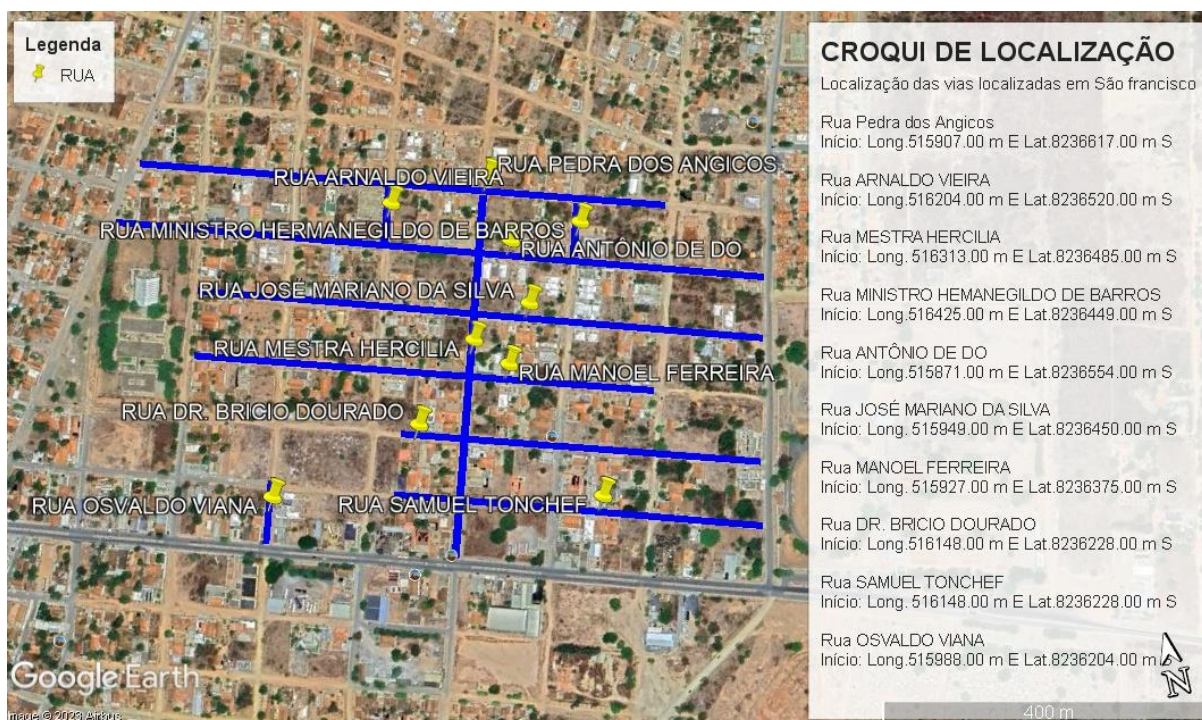 Legenda
RUA
RUA ARNALDO VIEIRA
RUA PEDRA DOS ANGICOS
RUA MINISTRO HERMANEGILDO DE BARROS
RUA ANTÔNIO DE DO
RUA JOSÉ MARIANO DA SILVA
RUA MESTRA HERCILIA
RUA MANOEL FERREIRA
RUA DR. BRICIO DOURADO
RUA OSVALDO VIANA
RUA SAMUEL TONCHEF
Google Earth
Image © 2023 Airbus
CROQUI DE LOCALIZAÇÃO
Localização das vias localizadas em São francisco
Rua Pedra dos Angicos
Início: Long.515907.00 m E Lat.8236617.00 m S
Rua ARNALDO VIEIRA
Início: Long.516204.00 m E Lat.8236520.00 m S
Rua MESTRA HERCILIA
Início: Long. 516313.00 m E Lat.8236485.00 m S
Rua MINISTRO HEMANEGILDO DE BARROS
Início: Long.516425.00 m E Lat.8236449.00 m S
Rua ANTÔNIO DE DO
Início: Long.515871.00 m E Lat.8236554.00 m S
Rua JOSÉ MARIANO DA SILVA
Início: Long. 515949.00 m E Lat.8236450.00 m S
Rua MANOEL FERREIRA
Início: Long. 515927.00 m E Lat.8236375.00 m S
Rua DR. BRICIO DOURADO
Início: Long.516148.00 m E Lat.8236228.00 m S
Rua SAMUEL TONCHEF
Início: Long. 516148.00 m E Lat.8236228.00 m S
Rua OSVALDO VIANA
Início: Long.515988.00 m E Lat.8236204.00 m S
N
400 m